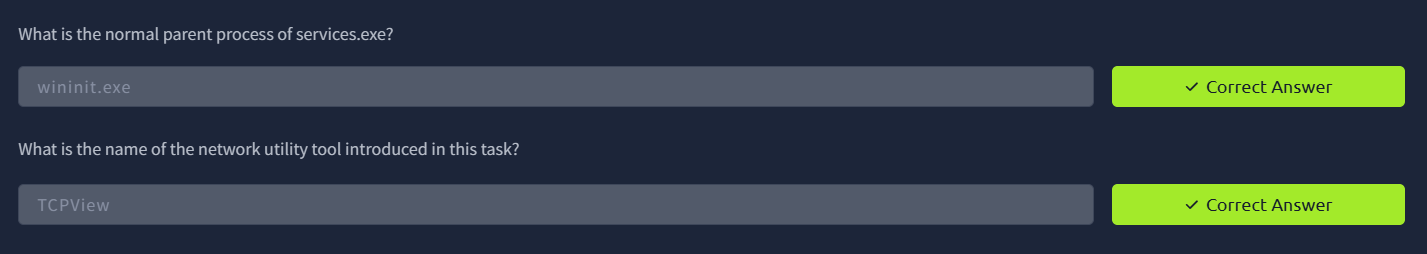 What is the normal parent process of services.exe?
wininit.exe
✓ Correct Answer
What is the name of the network utility tool introduced in this task?
TCPView
✓ Correct Answer